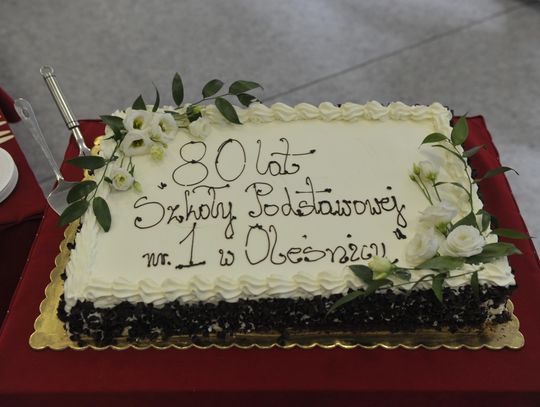 80 lat
"Szkoły Podstawowej
nr. 1 w Oleśnicy"